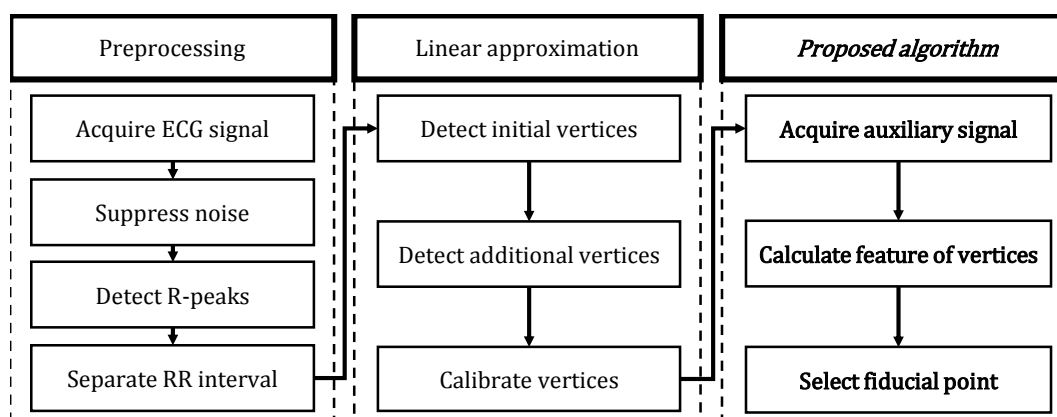 Preprocessing
Acquire ECG signal
Suppress noise
Detect R-peaks
Separate RR interval
Linear approximation
Detect initial vertices
Detect additional vertices
Calibrate vertices
Proposed algorithm
Acquire auxiliary signal
Calculate feature of vertices
Select fiducial point